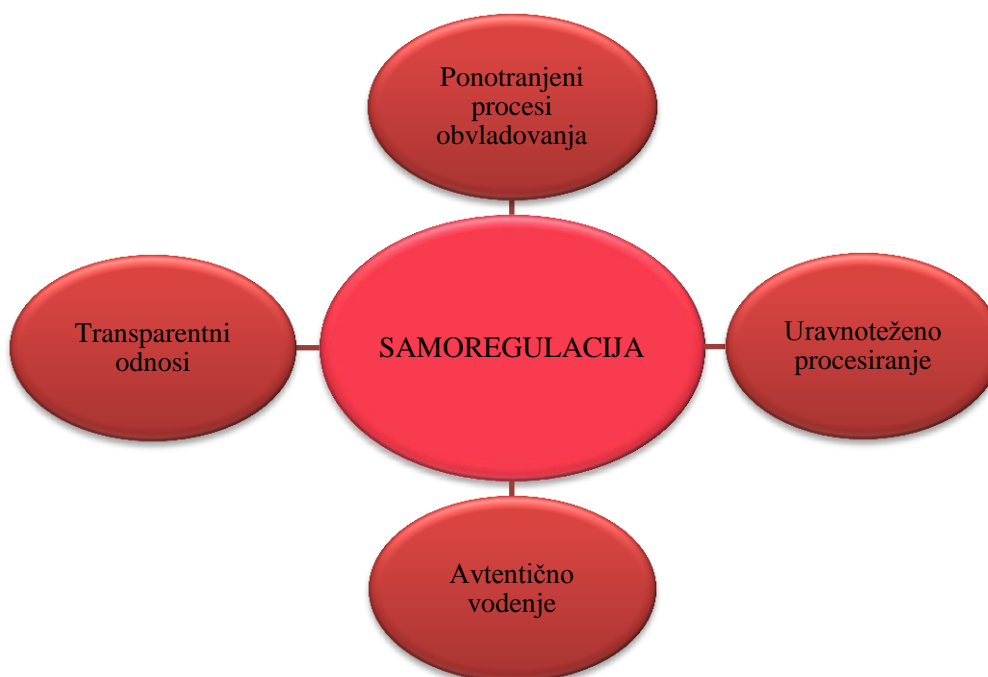 Ponotranjeni
procesi
obvladovanja
Transparentni
odnosi
SAMOREGULACIJA
Uravnoteženo
procesiranje
Avtentično
vodenje